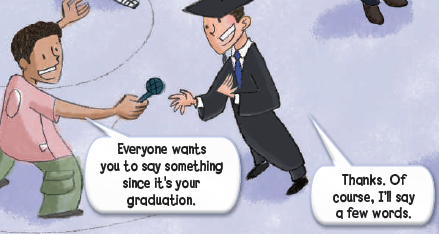 Everyone wants
you to say something
since it's your
graduation.
Thanks. Of
course, I'll say
a few words.